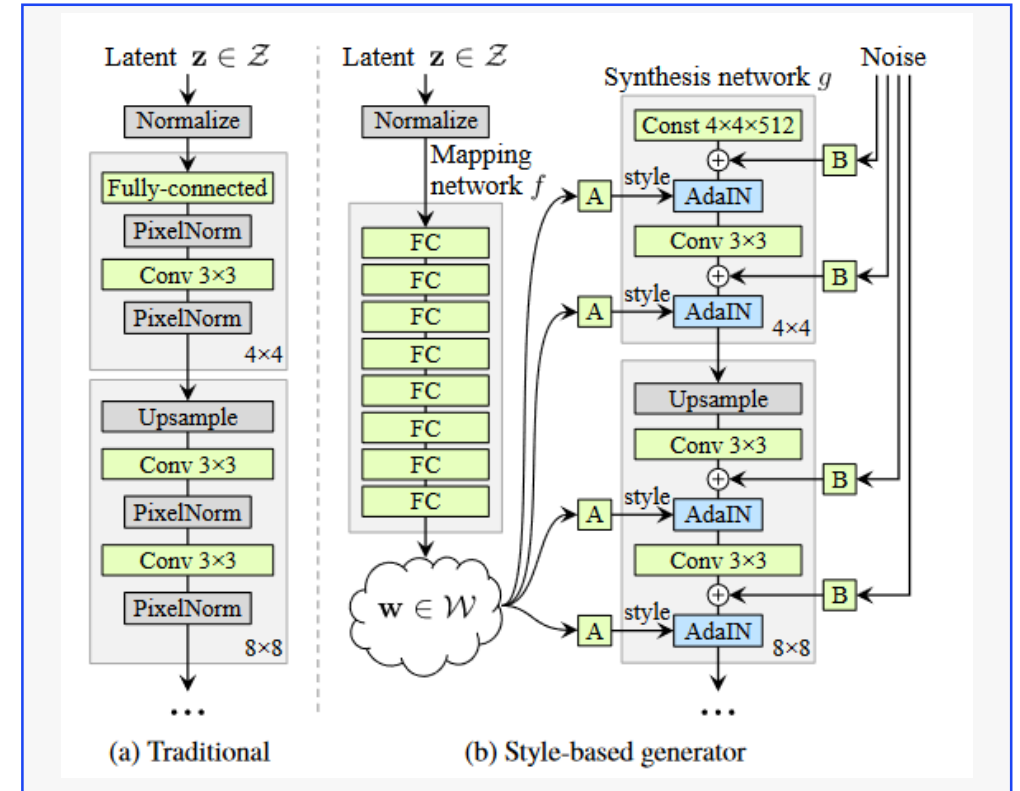 Latent z ∈ 𝒵
Normalize
Fully-connected
PixelNorm
Conv 3×3
PixelNorm
4×4
Upsample
Conv 3×3
PixelNorm
Conv 3×3
PixelNorm
8×8
...
(a) Traditional
Latent z ∈ 𝒵
Normalize
Mapping
network f
FC
FC
FC
FC
FC
FC
FC
FC
w ∈ 𝒲
Synthesis network g
Noise
Const 4×4×512
B
A
style
AdaIN
Conv 3×3
B
A
style
AdaIN
4×4
Upsample
Conv 3×3
B
A
style
AdaIN
Conv 3×3
B
A
style
AdaIN
8×8
...
(b) Style-based generator